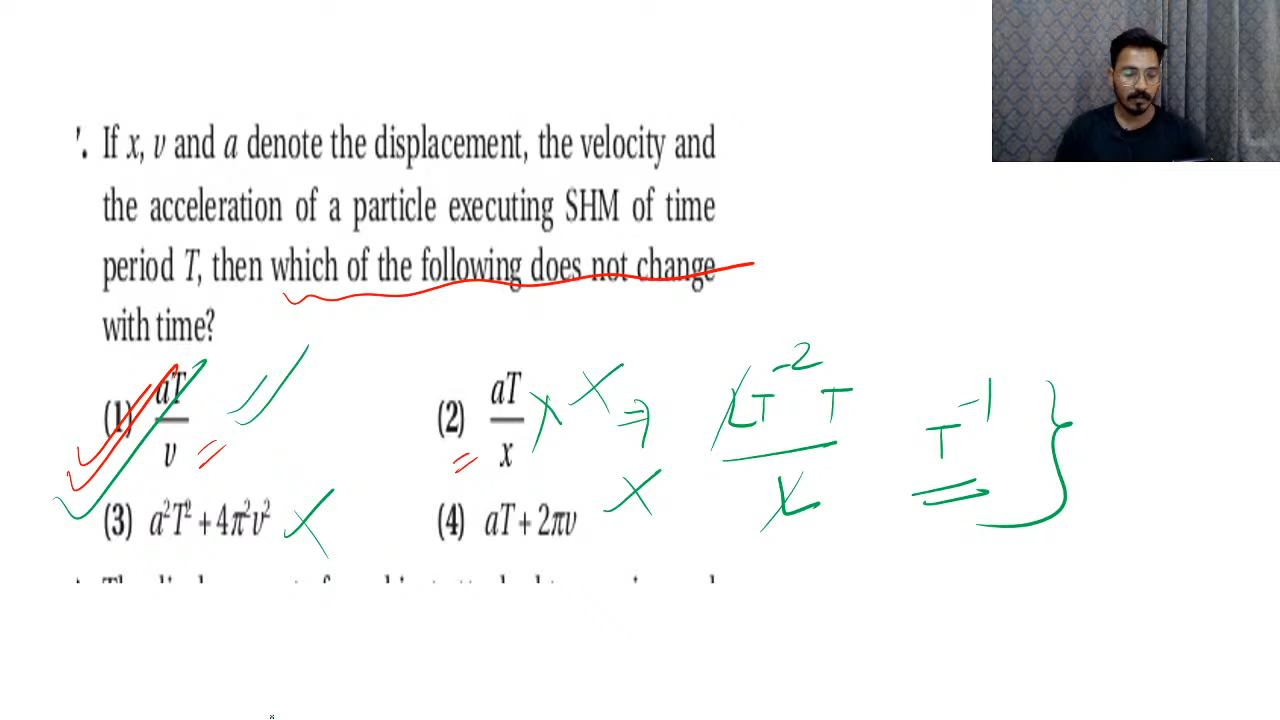 . If x, v and a denote the displacement, the velocity and
the acceleration of a particle executing SHM of time
period T, then which of the following does not change
with time?
(1) aT/v (2) aT/x X X ⇒ LT⁻² T / L T⁻¹ }
(3) a²T² + 4π²v² X (4) aT + 2πv X